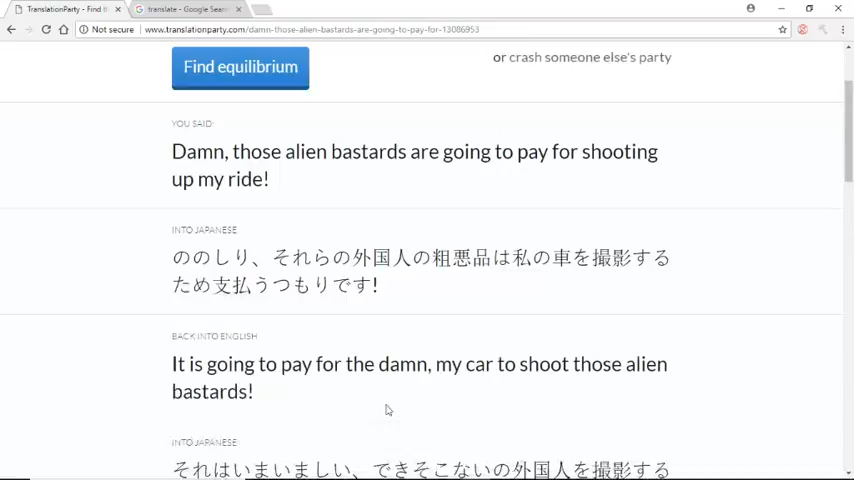 TranslationParty - Find t
translate - Google Sear
Not secure
www.translationparty.com/damn-those-alien-bastards-are-going-to-pay-for-13086953
Find equilibrium
or crash someone else's party
YOU SAID:
Damn, those alien bastards are going to pay for shooting
up my ride!
INTO JAPANESE
ののしり、それらの外国人の粗悪品は私の車を撮影する
ため支払うつもりです!
BACK INTO ENGLISH
It is going to pay for the damn, my car to shoot those alien
bastards!
INTO JAPANESE
それはいまいましい、できそこないの外国人を撮影する